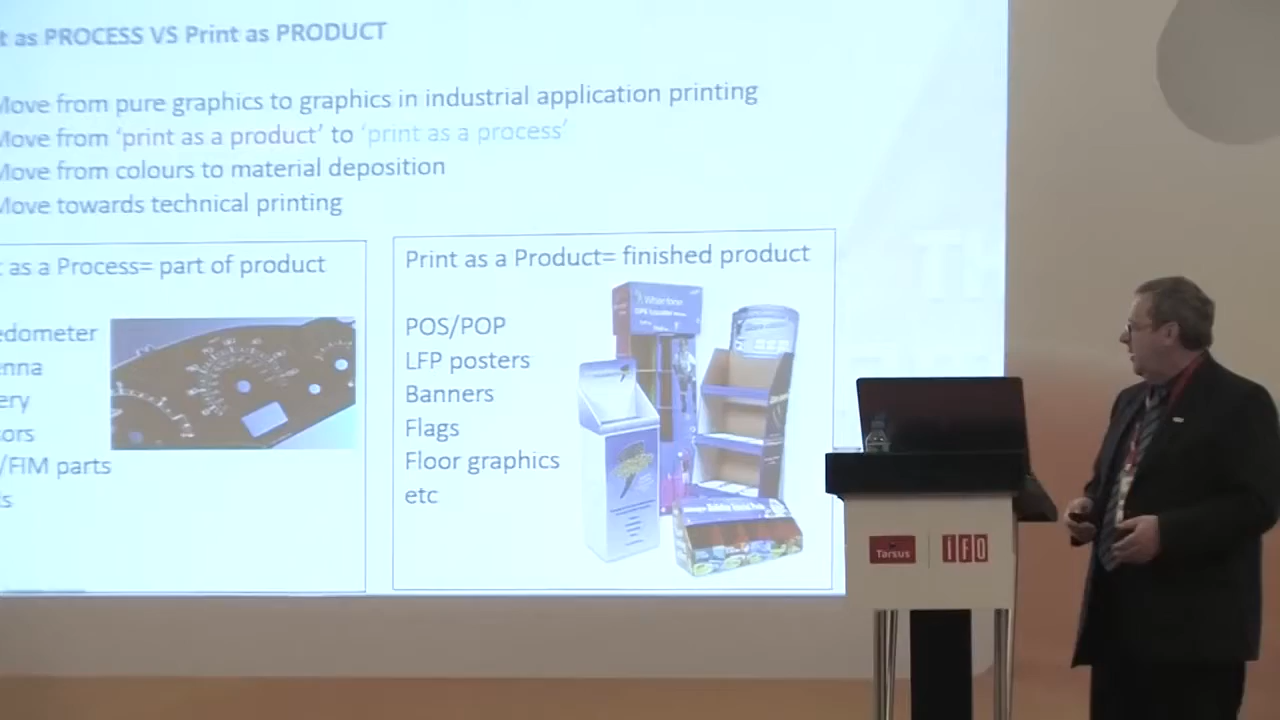 t as PROCESS VS Print as PRODUCT
Move from pure graphics to graphics in industrial application printing
Move from ‘print as a product’ to ‘print as a process’
Move from colours to material deposition
Move towards technical printing
as a Process= part of product
edometer
nna
ery
ors
/FIM parts
s
Print as a Product= finished product
POS/POP
LFP posters
Banners
Flags
Floor graphics
etc
Tarsus
IFO